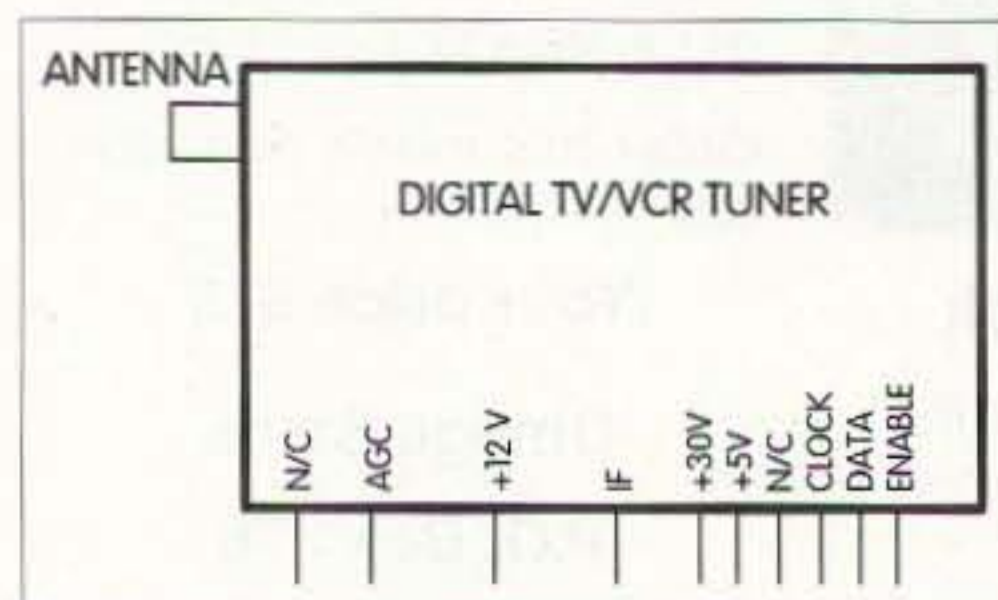 ANTENNA
DIGITAL TV/VCR TUNER
N/C
AGC
+12 V
IF
+30V
+5V
N/C
CLOCK
DATA
ENABLE